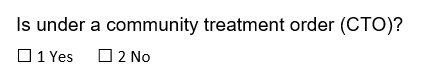 Is under a community treatment order (CTO)?
☐ 1 Yes ☐ 2 No